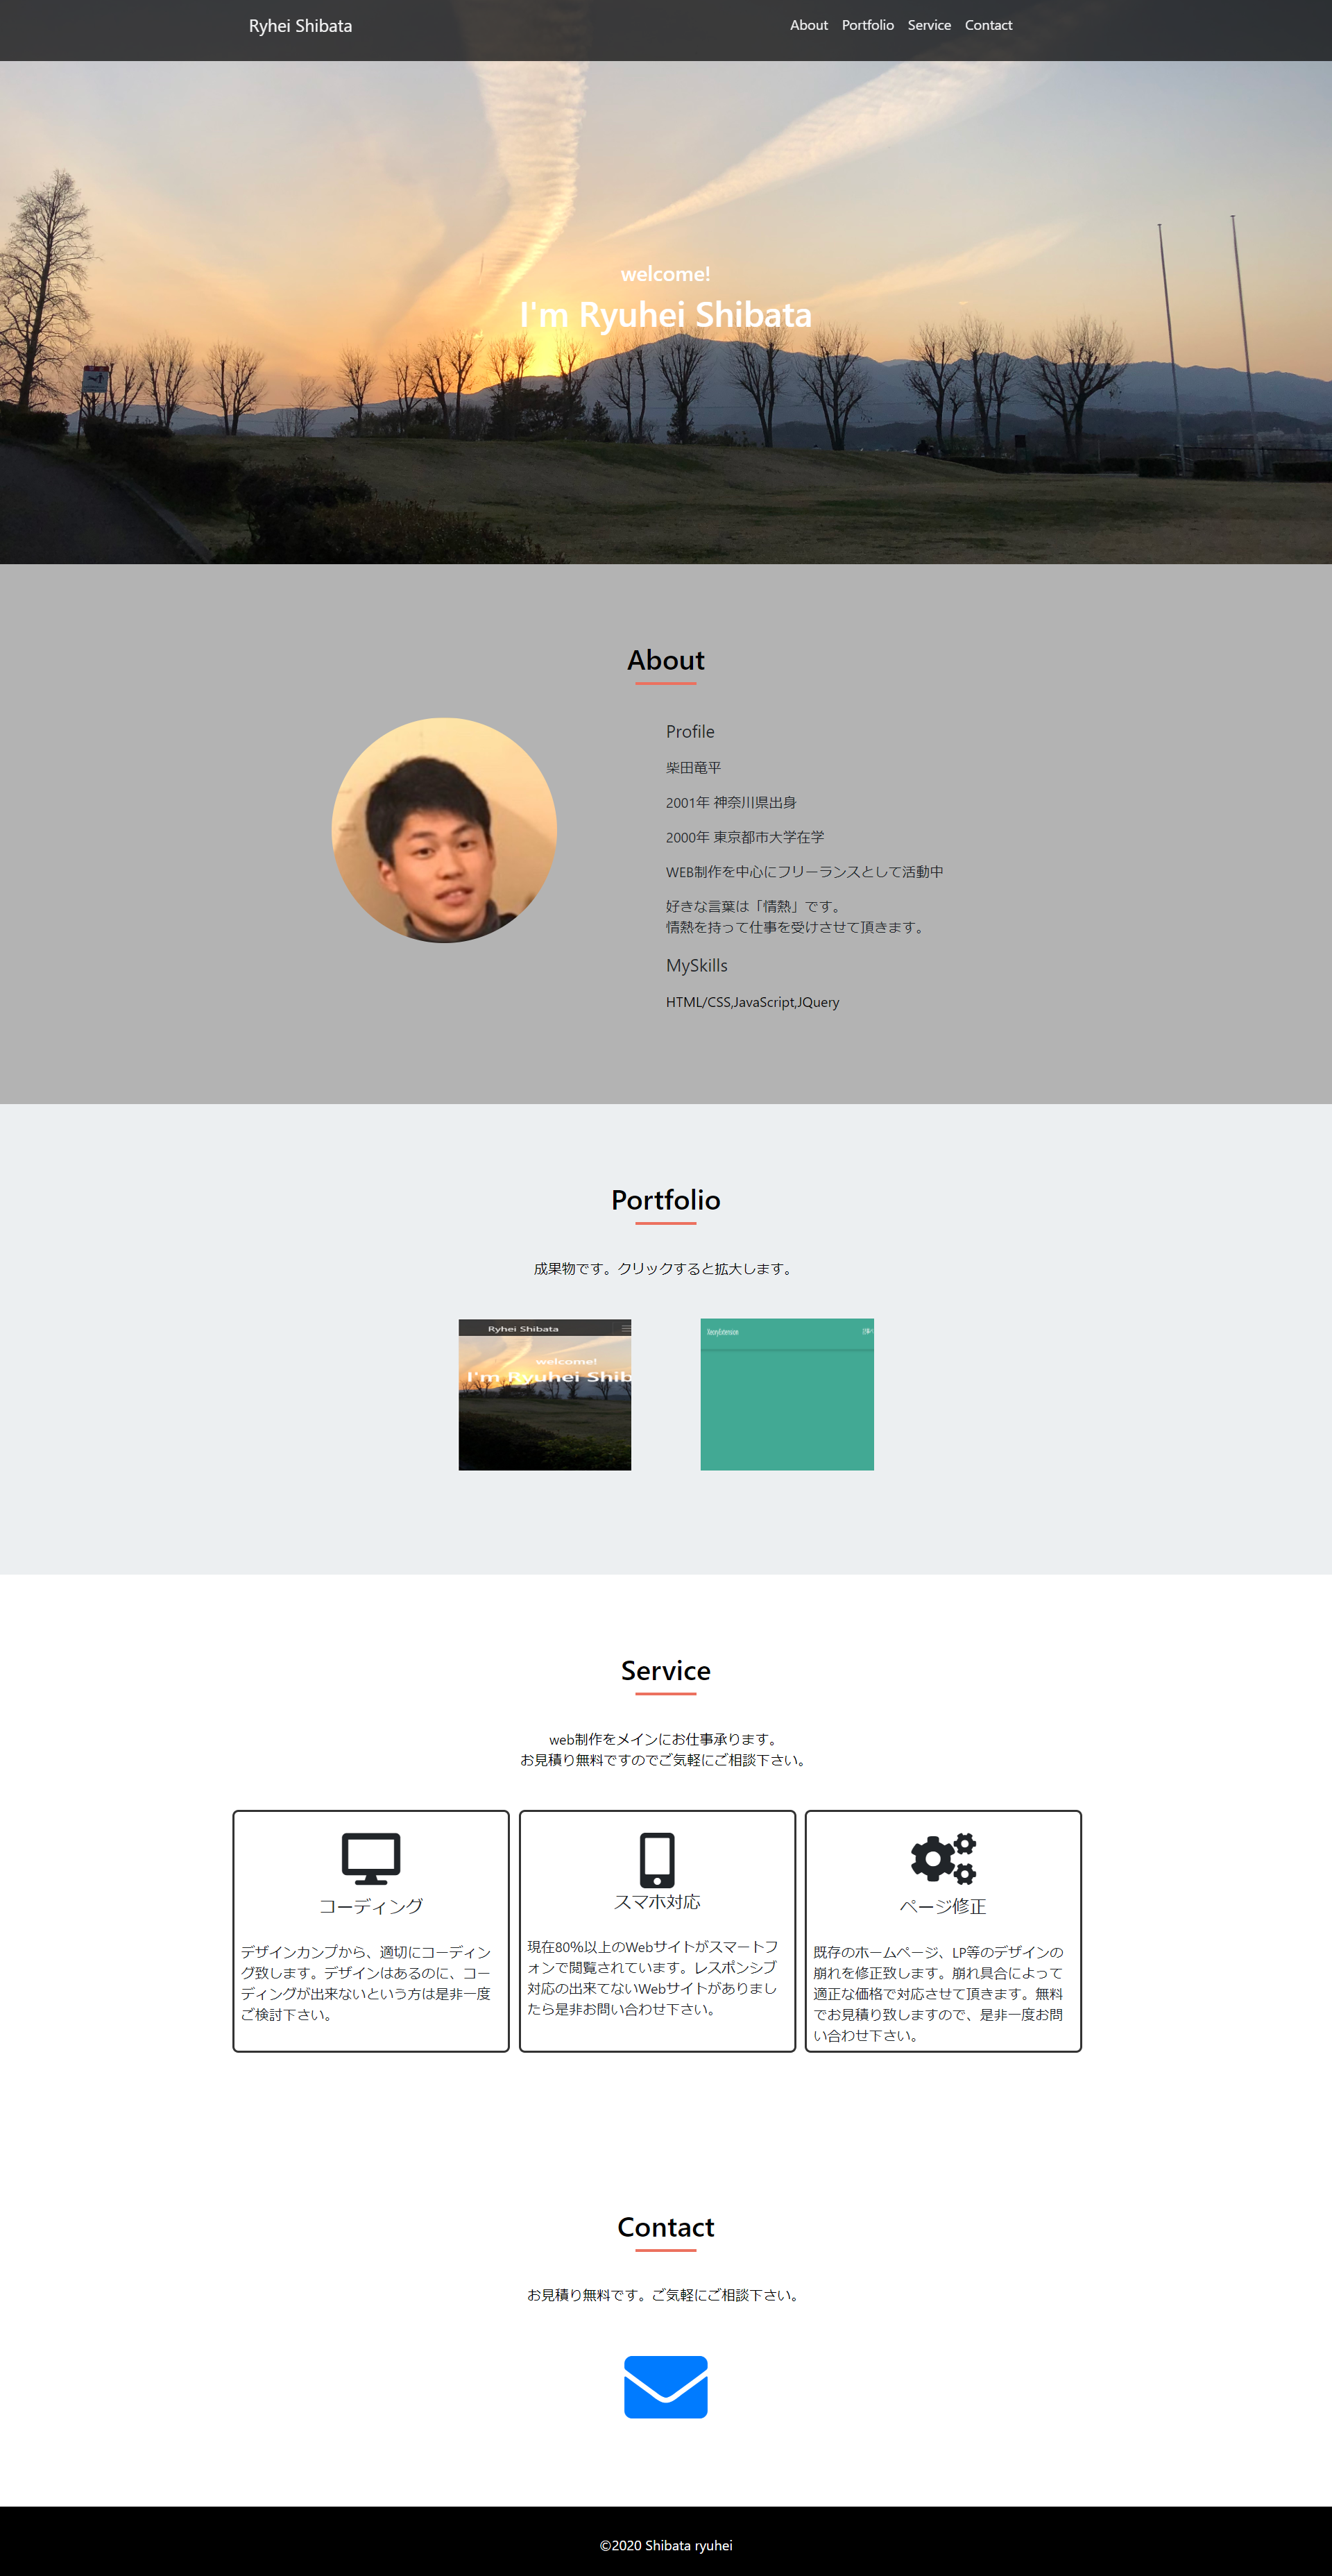 Ryhei Shibata
About Portfolio Service Contact
welcome!
I'm Ryuhei Shibata
About
Profile
柴田竜平
2001年 神奈川県出身
2000年 東京都市大学在学
WEB制作を中心にフリーランスとして活動中
好きな言葉は「情熱」です。
情熱を持って仕事を受けさせて頂きます。
MySkills
HTML/CSS,JavaScript,JQuery
Portfolio
成果物です。クリックすると拡大します。
Ryhei Shibata
welcome!
I'm Ryuhei Shib
XeoryExtension
Service
web制作をメインにお仕事承ります。
お見積り無料ですのでご気軽にご相談下さい。
コーディング
デザインカンプから、適切にコーディン
グ致します。デザインはあるのに、コー
ディングが出来ないという方は是非一度
ご検討下さい。
スマホ対応
現在80%以上のWebサイトがスマートフ
ォンで閲覧されています。レスポンシブ
対応の出来てないWebサイトがありまし
たら是非お問い合わせ下さい。
ページ修正
既存のホームページ、LP等のデザインの
崩れを修正致します。崩れ具合によって
適正な価格で対応させて頂きます。無料
でお見積り致しますので、是非一度お問
い合わせ下さい。
Contact
お見積り無料です。ご気軽にご相談下さい。
©2020 Shibata ryuhei